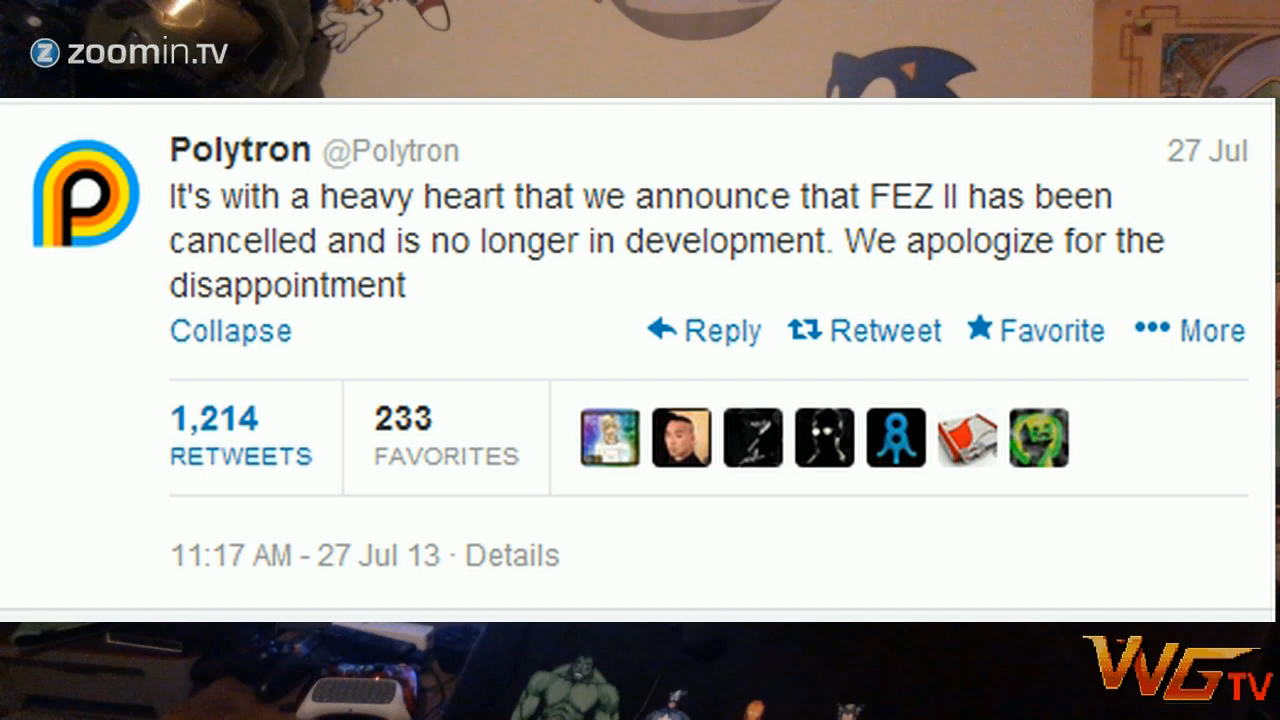 zoomin.TV
Polytron @Polytron 27 Jul
It's with a heavy heart that we announce that FEZ II has been
cancelled and is no longer in development. We apologize for the
disappointment
Collapse Reply Retweet Favorite More
1,214 233
RETWEETS FAVORITES
11:17 AM - 27 Jul 13 · Details
WG TV